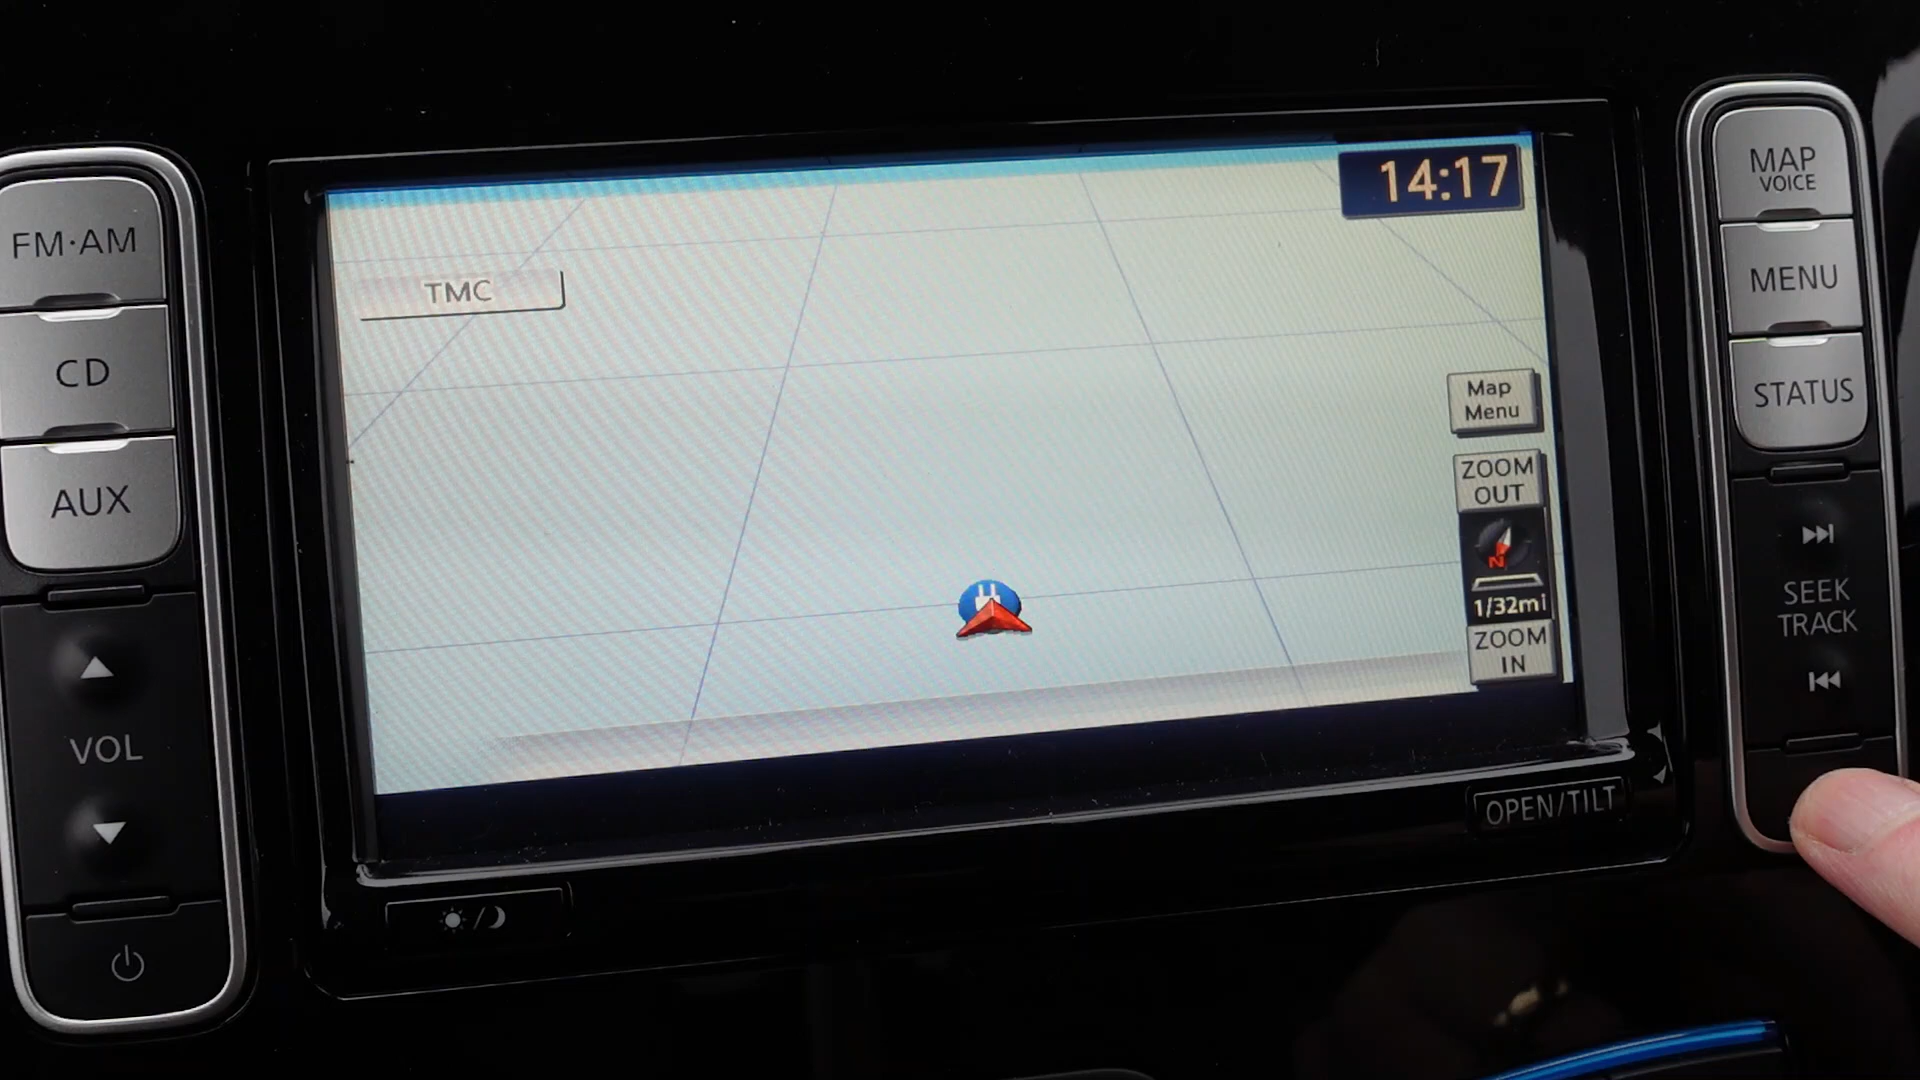 FM·AM
CD
AUX
VOL
14:17
TMC
Map
Menu
ZOOM
OUT
N
1/32mi
ZOOM
IN
OPEN/TILT
MAP
VOICE
MENU
STATUS
SEEK
TRACK